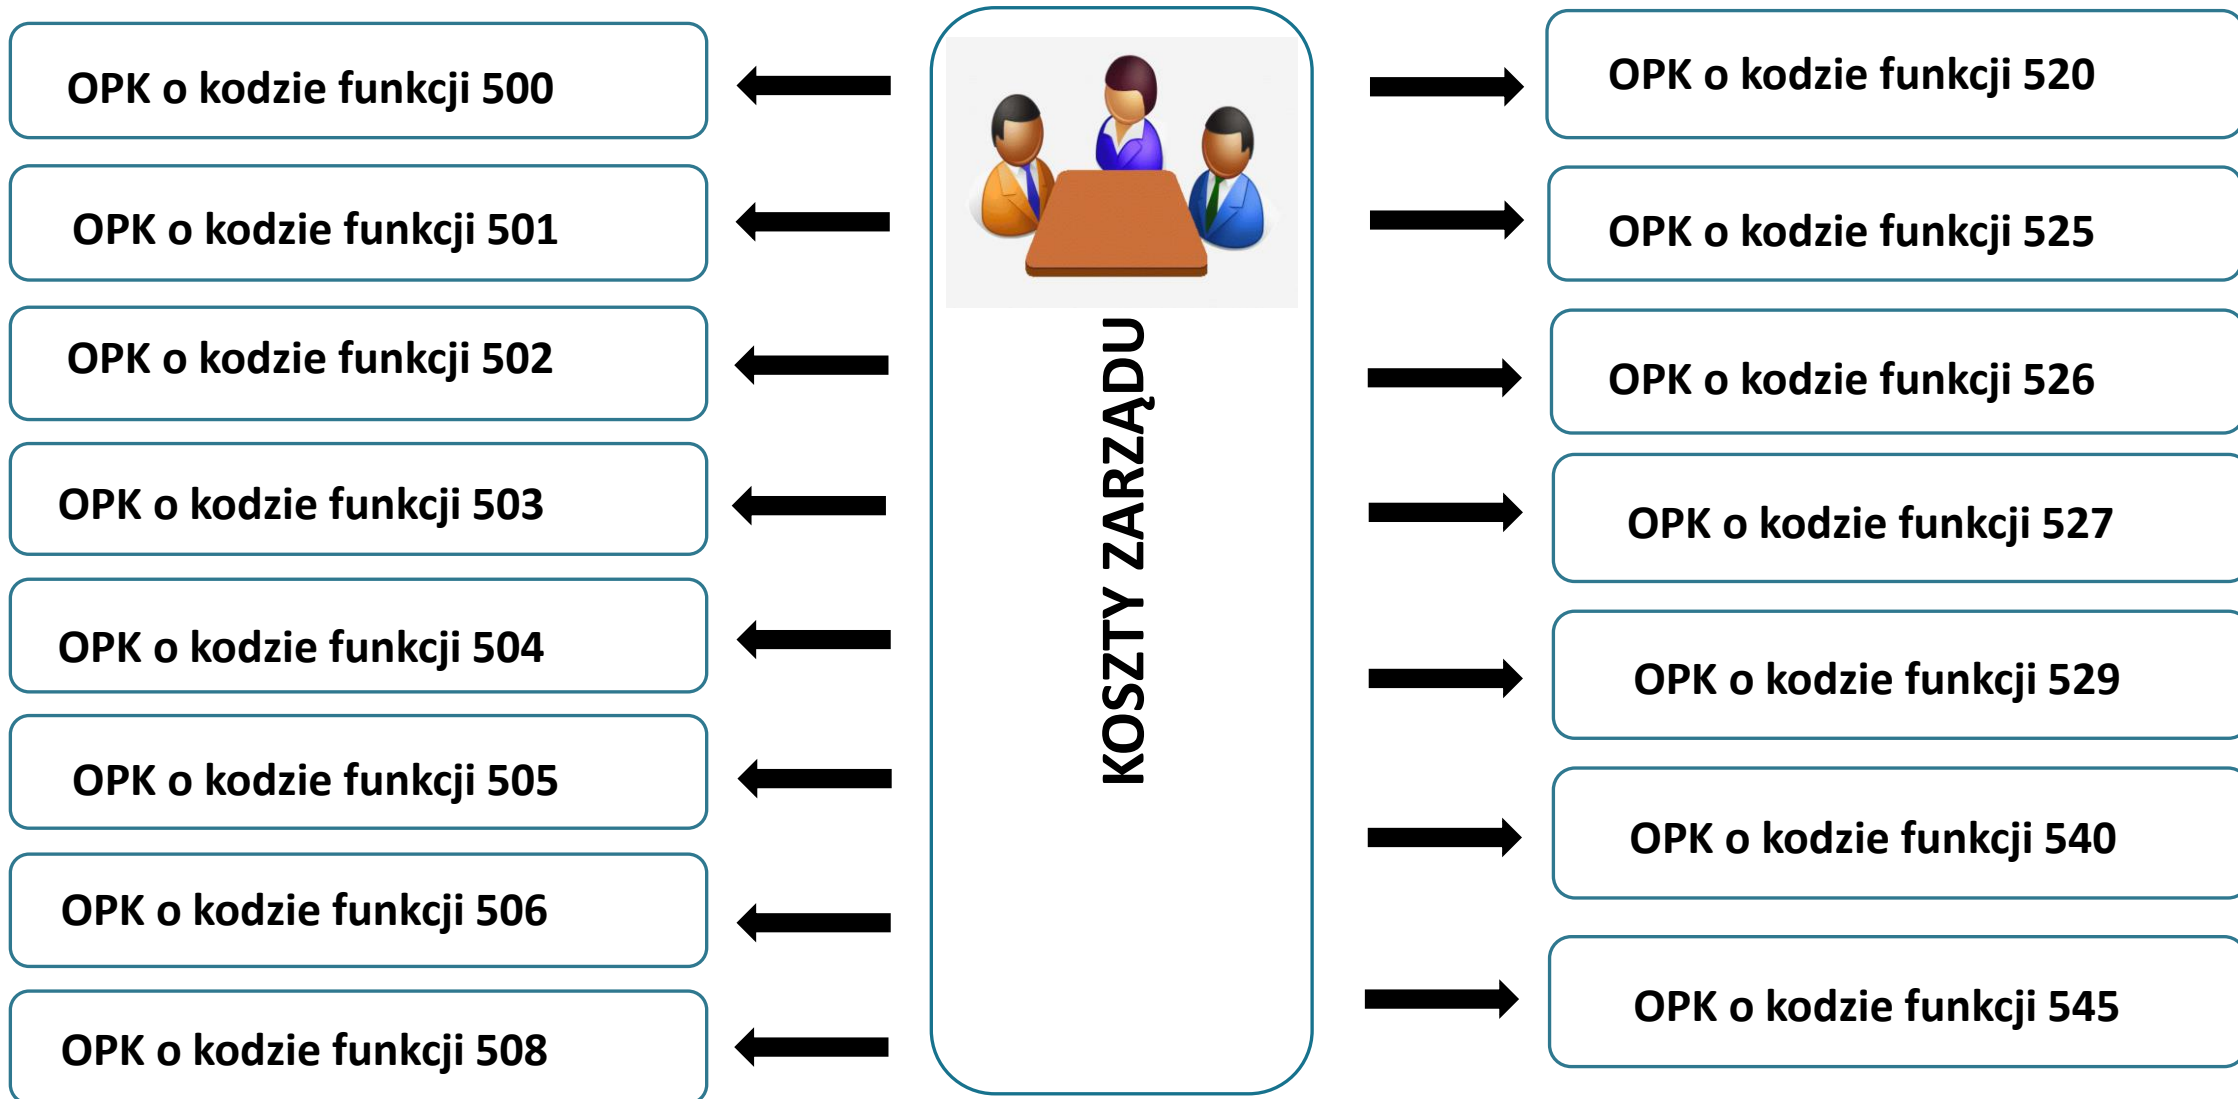 OPK o kodzie funkcji 500
OPK o kodzie funkcji 501
OPK o kodzie funkcji 502
OPK o kodzie funkcji 503
OPK o kodzie funkcji 504
OPK o kodzie funkcji 505
OPK o kodzie funkcji 506
OPK o kodzie funkcji 508
KOSZTY ZARZĄDU
OPK o kodzie funkcji 520
OPK o kodzie funkcji 525
OPK o kodzie funkcji 526
OPK o kodzie funkcji 527
OPK o kodzie funkcji 529
OPK o kodzie funkcji 540
OPK o kodzie funkcji 545